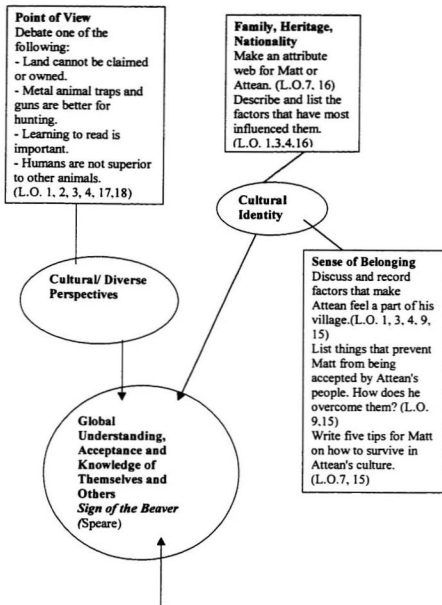 Point of View
Debate one of the
following:
- Land cannot be claimed
or owned.
- Metal animal traps and
guns are better for
hunting.
- Learning to read is
important.
- Humans are not superior
to other animals.
(L.O. 1, 2, 3, 4, 17,18)
Family, Heritage,
Nationality
Make an attribute
web for Matt or
Attean. (L.O.7, 16)
Describe and list the
factors that have most
influenced them.
(L.O. 1,3,4,16)
Cultural
Identity
Cultural/ Diverse
Perspectives
Sense of Belonging
Discuss and record
factors that make
Attean feel a part of his
village.(L.O. 1, 3, 4, 9,
15)
List things that prevent
Matt from being
accepted by Attean's
people. How does he
overcome them? (L.O.
9,15)
Write five tips for Matt
on how to survive in
Attean's culture.
(L.O.7, 15)
Global
Understanding,
Acceptance and
Knowledge of
Themselves and
Others
Sign of the Beaver
(Speare)